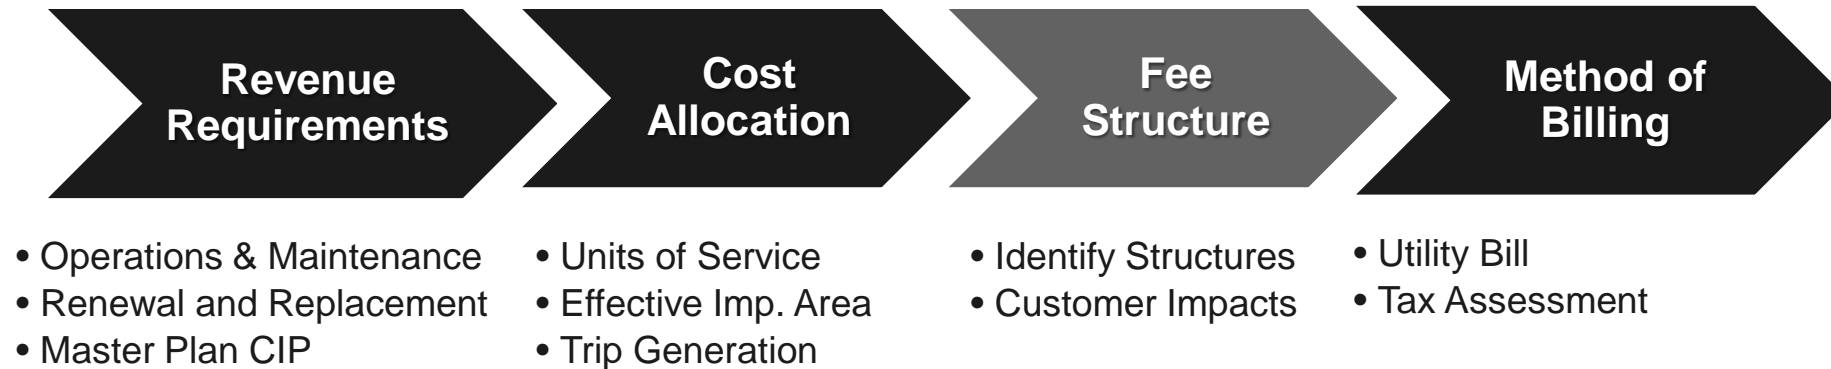 Revenue
Requirements
Cost
Allocation
Fee
Structure
Method of
Billing
• Operations & Maintenance
• Renewal and Replacement
• Master Plan CIP
• Units of Service
• Effective Imp. Area
• Trip Generation
• Identify Structures
• Customer Impacts
• Utility Bill
• Tax Assessment